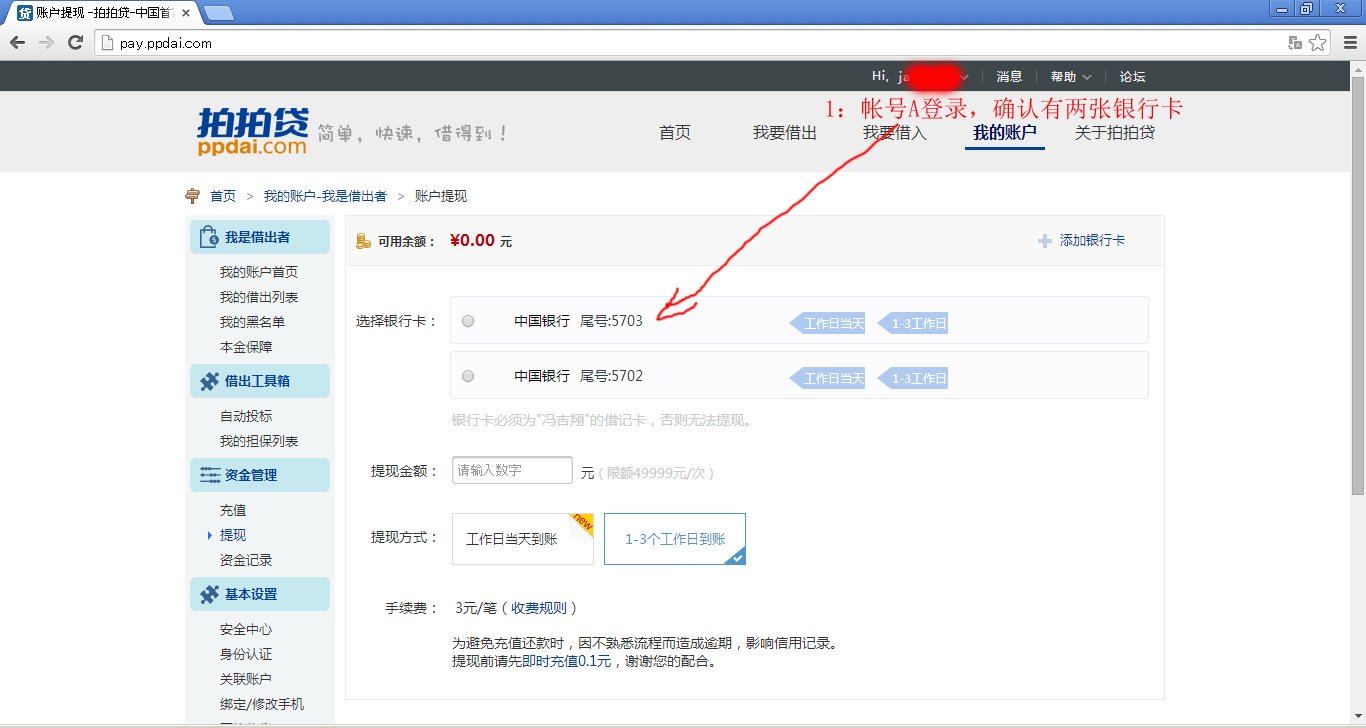 账户提现 -拍拍贷-中国首
pay.ppdai.com
Hi, ja
消息
帮助
论坛
1：帐号A登录，确认有两张银行卡
拍拍贷
ppdai.com
简单，快速，借得到！
首页
我要借出
我要借入
我的账户
关于拍拍贷
首页 > 我的账户-我是借出者 > 账户提现
我是借出者
我的账户首页
我的借出列表
我的黑名单
本金保障
借出工具箱
自动投标
我的担保列表
资金管理
充值
提现
资金记录
基本设置
安全中心
身份认证
关联账户
绑定/修改手机
可用余额： ¥0.00 元
添加银行卡
选择银行卡：
中国银行 尾号:5703 工作日当天 1-3工作日
中国银行 尾号:5702 工作日当天 1-3工作日
银行卡必须为"冯吉翔"的借记卡，否则无法提现。
提现金额： 请输入数字 元 (限额49999元/次)
提现方式： 工作日当天到账 new 1-3个工作日到账
手续费： 3元/笔 (收费规则)
为避免充值还款时，因不熟悉流程而造成逾期，影响信用记录。
提现前请先即时充值0.1元，谢谢您的配合。